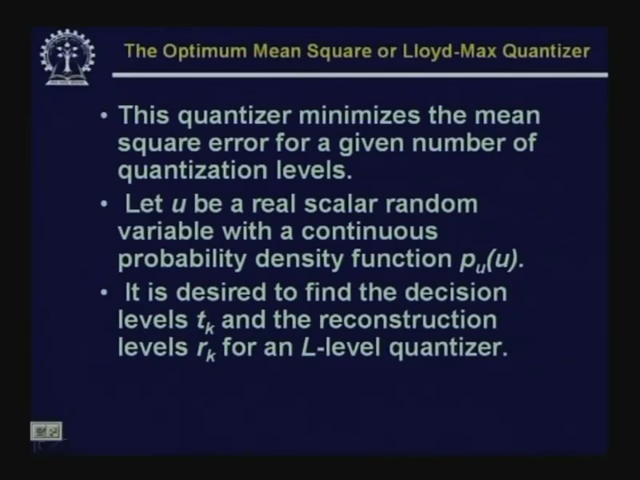 The Optimum Mean Square or Lloyd-Max Quantizer
• This quantizer minimizes the mean
square error for a given number of
quantization levels.
• Let u be a real scalar random
variable with a continuous
probability density function pu(u).
• It is desired to find the decision
levels tk and the reconstruction
levels rk for an L-level quantizer.